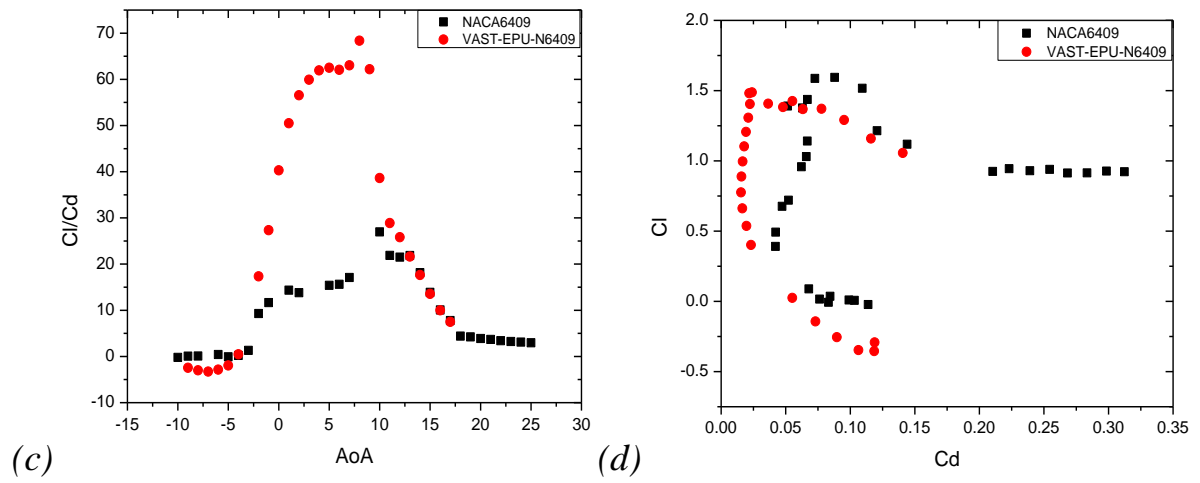 NACA6409
VAST-EPU-N6409
70
60
50
40
30
20
10
0
-10
Cl/Cd
-15 -10 -5 0 5 10 15 20 25 30
AoA
(c)
NACA6409
VAST-EPU-N6409
2.0
1.5
1.0
0.5
0.0
-0.5
Cl
0.00 0.05 0.10 0.15 0.20 0.25 0.30 0.35
Cd
(d)